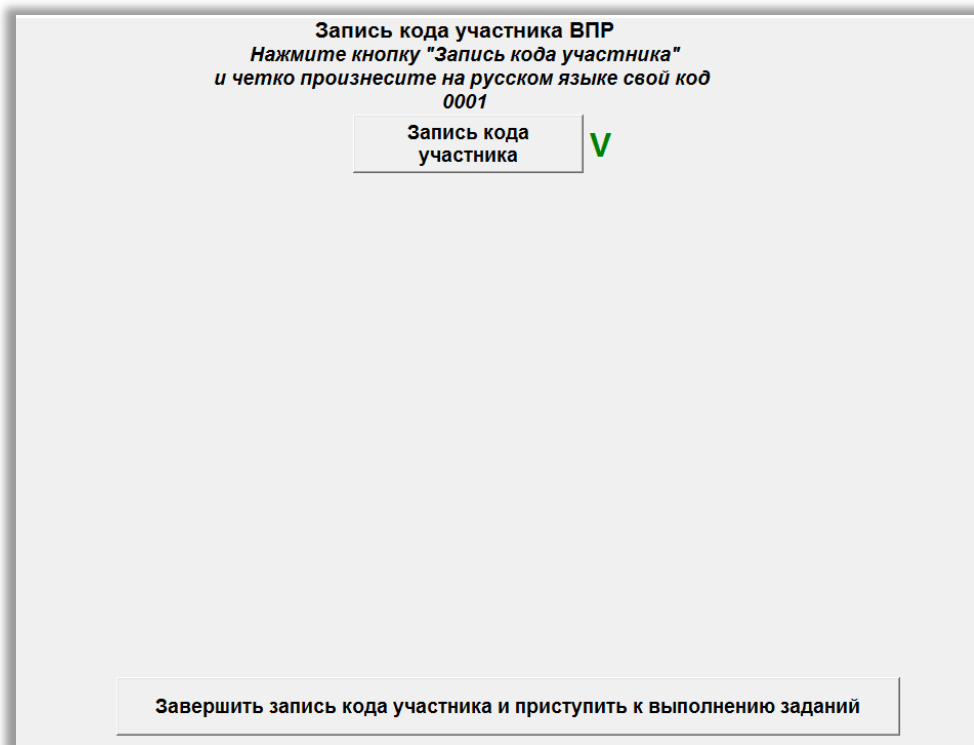 Запись кода участника ВПР
Нажмите кнопку "Запись кода участника"
и четко произнесите на русском языке свой код
0001
Запись кода
участника
V
Завершить запись кода участника и приступить к выполнению заданий